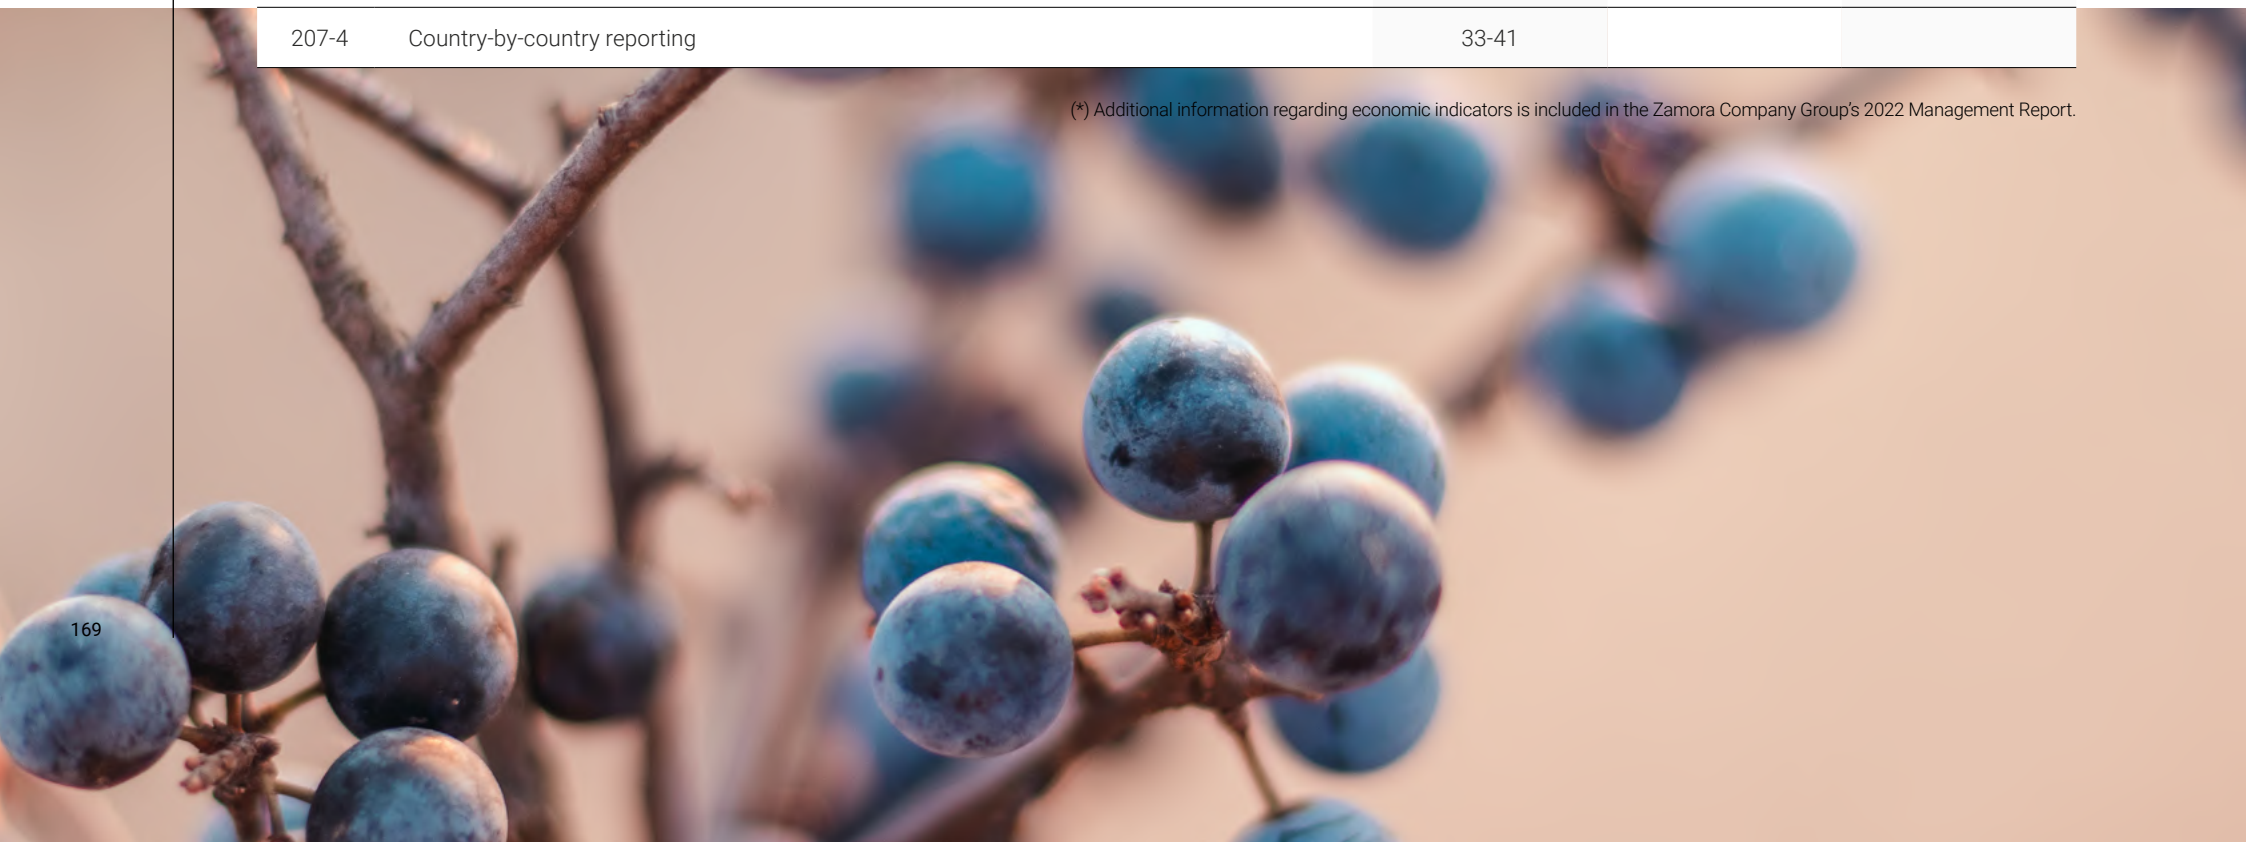 207-4 Country-by-country reporting 33-41
(*) Additional information regarding economic indicators is included in the Zamora Company Group's 2022 Management Report.
169